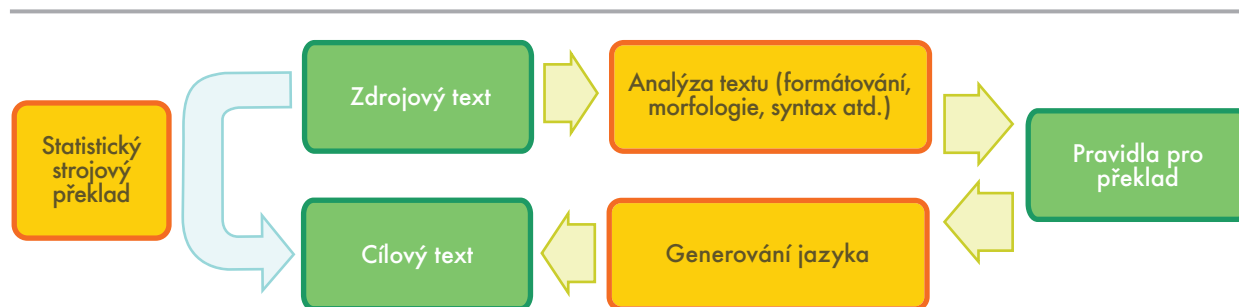 Statistický
strojový
překlad
Zdrojový text
Analýza textu (formátování,
morfologie, syntax atd.)
Pravidla pro
překlad
Cílový text
Generování jazyka